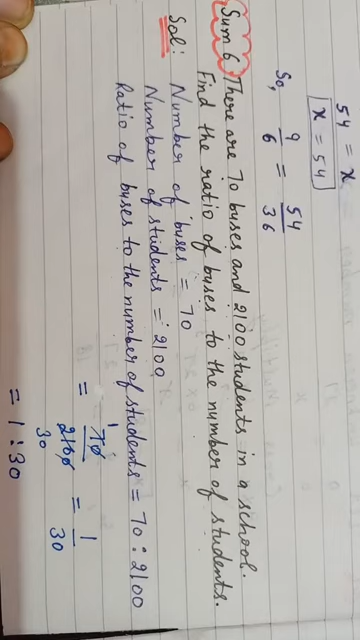 54 = x
x = 54
So, 9/6 = 54/36
Sum 6 There are 70 buses and 2100 students in a school.
Find the ratio of buses to the number of students.
Sol: Number of buses = 70
Number of students = 2100
Ratio of buses to the number of students = 70 : 2100
= 70/2100 = 1/30
1
30
= 1 : 30